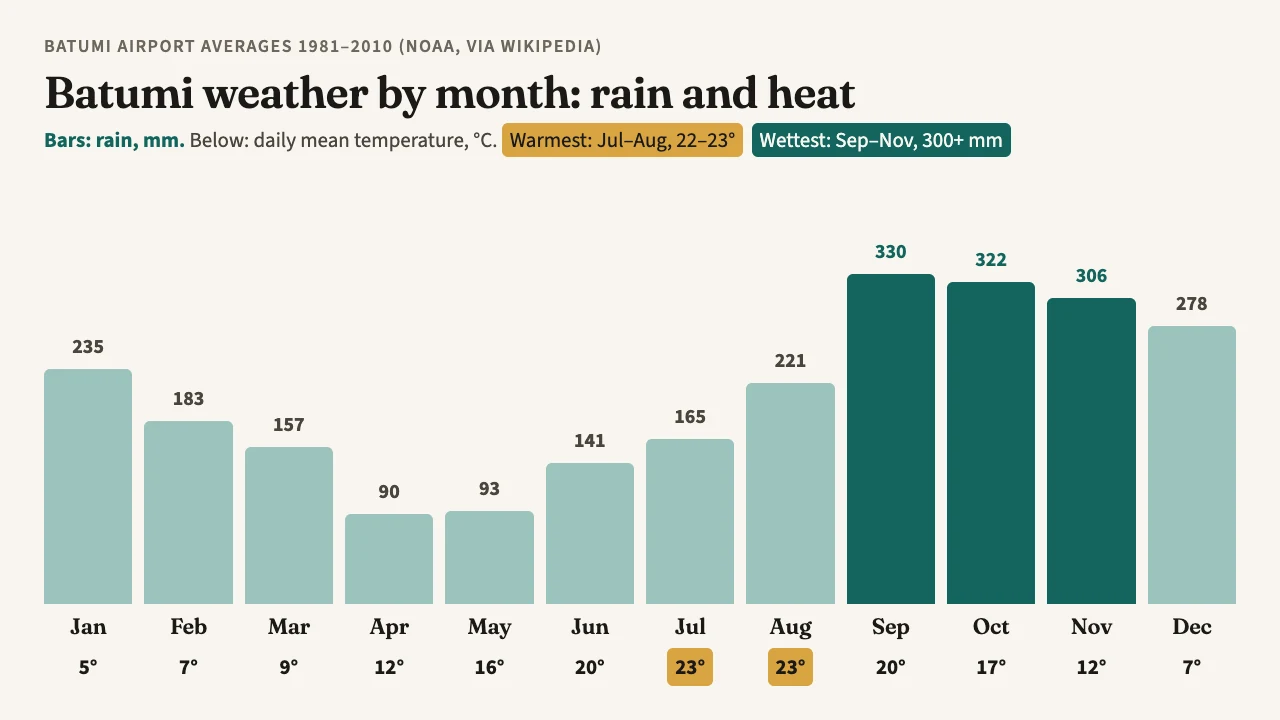 BATUMI AIRPORT AVERAGES 1981–2010 (NOAA, VIA WIKIPEDIA)
Batumi weather by month: rain and heat
Bars: rain, mm. Below: daily mean temperature, °C. Warmest: Jul–Aug, 22–23° Wettest: Sep–Nov, 300+ mm
235 183 157 90 93 141 165 221 330 322 306 278
Jan Feb Mar Apr May Jun Jul Aug Sep Oct Nov Dec
5° 7° 9° 12° 16° 20° 23° 23° 20° 17° 12° 7°